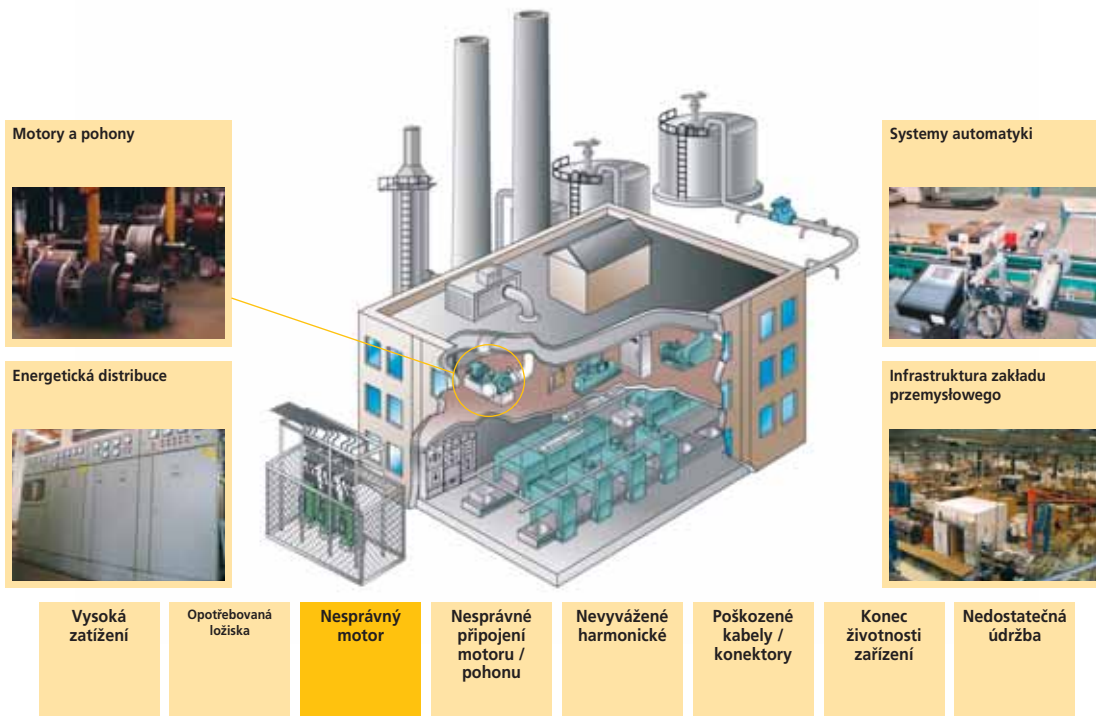 Motory a pohony
Systemy automatyki
Energetická distribuce
Infrastruktura zakładu
przemysłowego
Vysoká
zatížení
Opotřebovaná
ložiska
Nesprávný
motor
Nesprávné
připojení
motoru /
pohonu
Nevyvážené
harmonické
Poškozené
kabely /
konektory
Konec
životnosti
zařízení
Nedostatečná
údržba